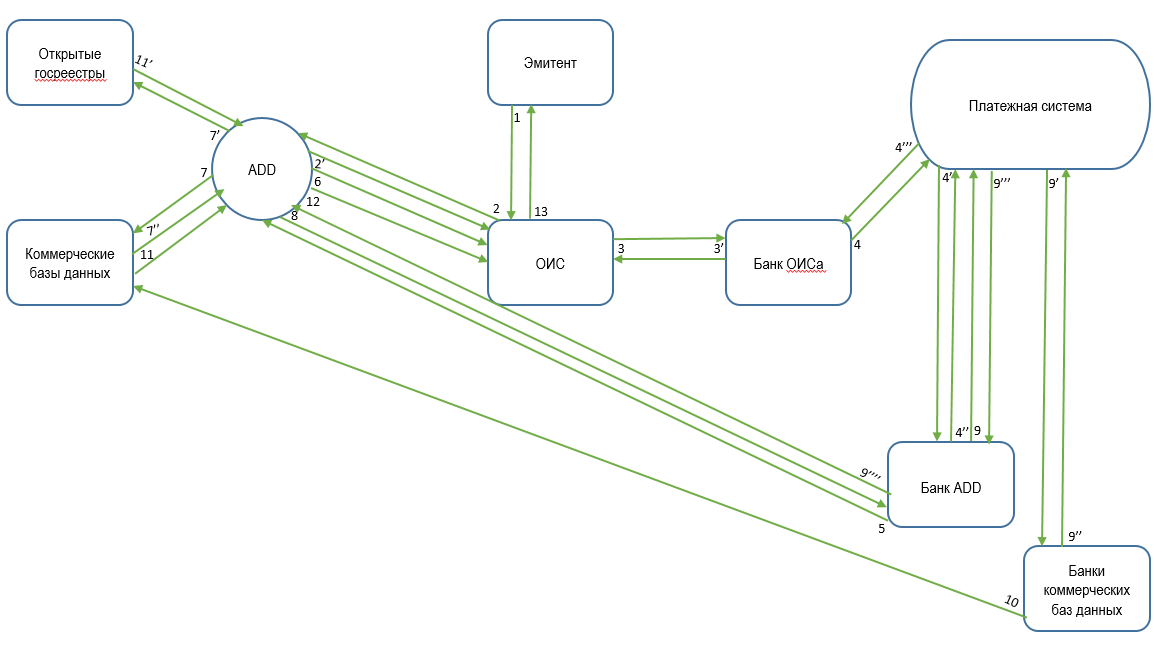 Открытые
госреестры
Эмитент
Платежная система
11′
1
4′′′
7′
ADD
2′
7
6
4′
9′′′
9′
12
2
13
8
7′′
11
3
3′
4
Коммерческие
базы данных
ОИС
Банк ОИСа
4′′
9
9′′′′
Банк ADD
5
9′′
10
Банки
коммерческих
баз данных